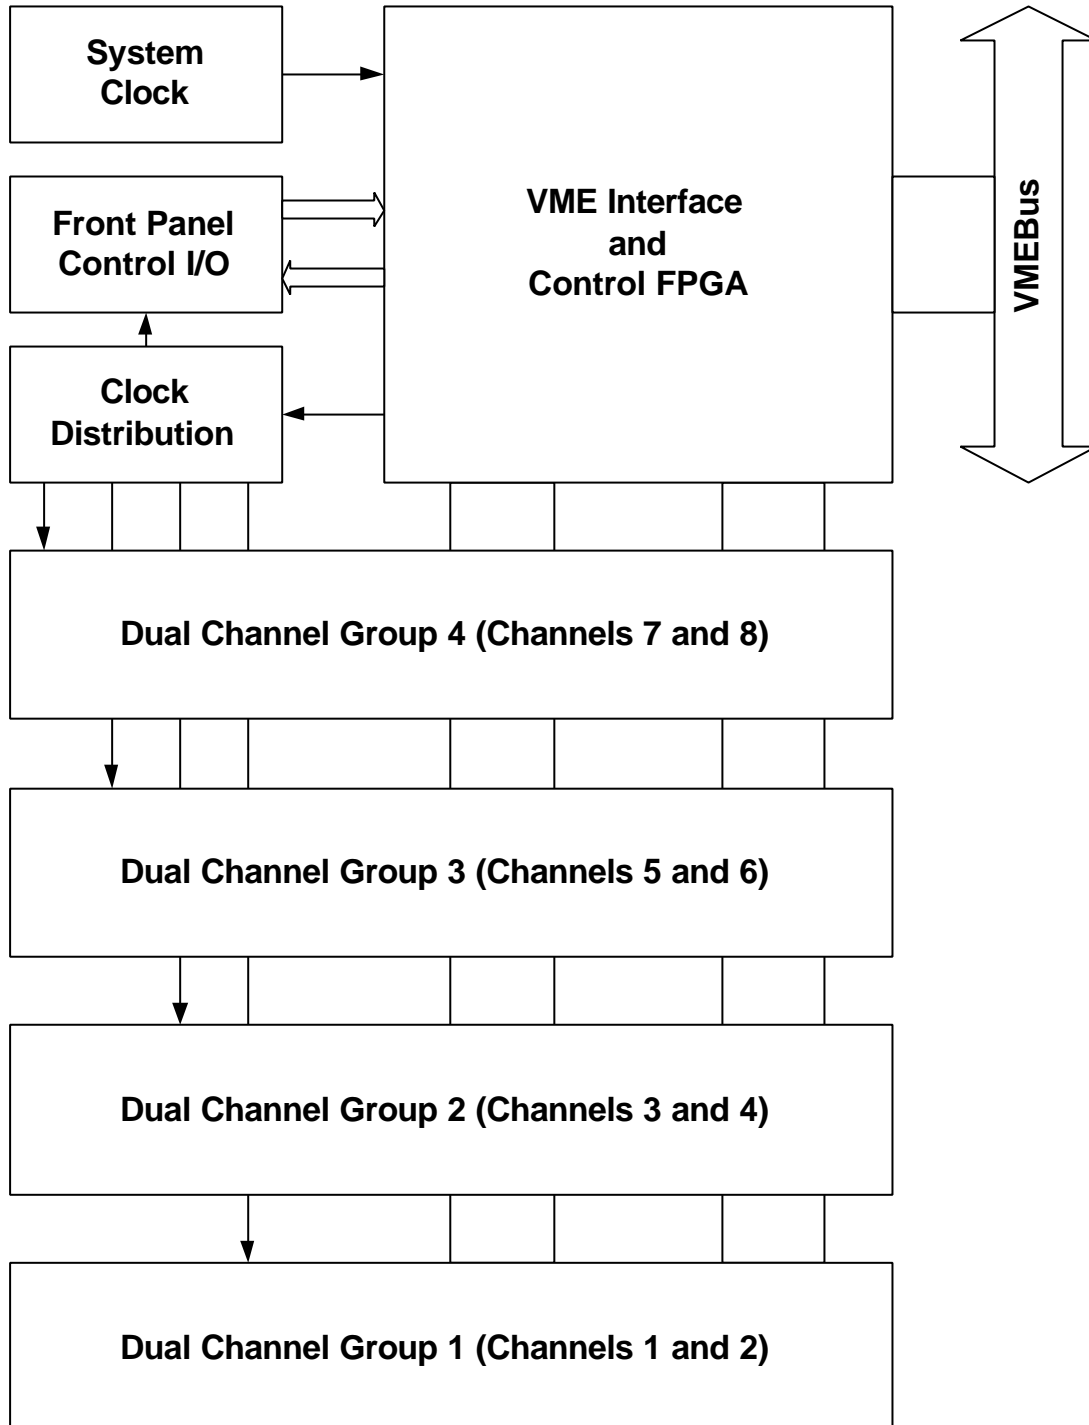 System
Clock
VME Interface
and
Control FPGA
VMEBus
Front Panel
Control I/O
Clock
Distribution
Dual Channel Group 4 (Channels 7 and 8)
Dual Channel Group 3 (Channels 5 and 6)
Dual Channel Group 2 (Channels 3 and 4)
Dual Channel Group 1 (Channels 1 and 2)